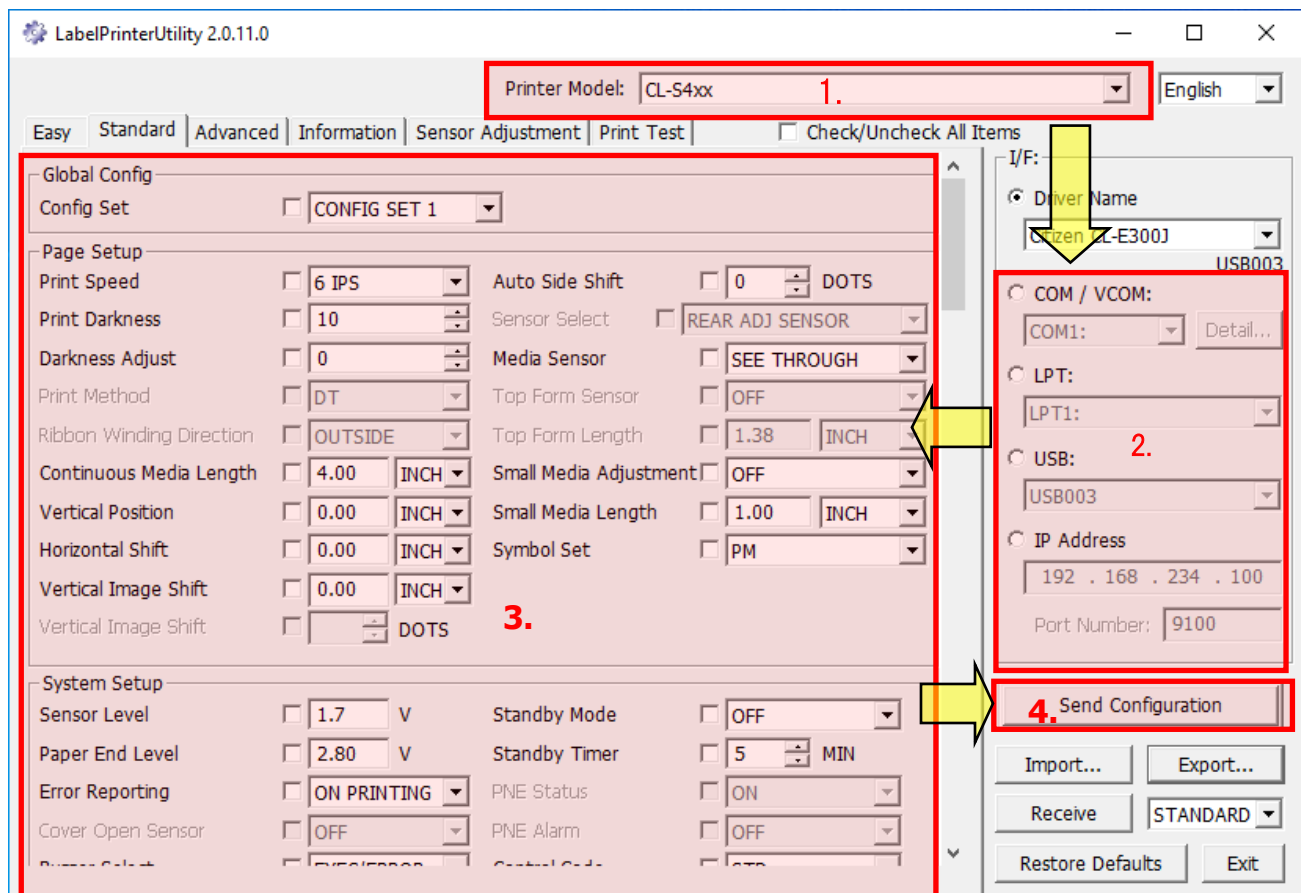 LabelPrinterUtility 2.0.11.0
Printer Model: CL-S4xx 1. English
Easy Standard Advanced Information Sensor Adjustment Print Test Check/Uncheck All Items
Global Config
Config Set CONFIG SET 1
Page Setup
Print Speed 6 IPS Auto Side Shift 0 DOTS
Print Darkness 10 Sensor Select REAR ADJ SENSOR
Darkness Adjust 0 Media Sensor SEE THROUGH
Print Method DT Top Form Sensor OFF
Ribbon Winding Direction OUTSIDE Top Form Length 1.38 INCH
Continuous Media Length 4.00 INCH Small Media Adjustment OFF
Vertical Position 0.00 INCH Small Media Length 1.00 INCH
Horizontal Shift 0.00 INCH Symbol Set PM
Vertical Image Shift 0.00 INCH
Vertical Image Shift DOTS
3.
System Setup
Sensor Level 1.7 V Standby Mode OFF
Paper End Level 2.80 V Standby Timer 5 MIN
Error Reporting ON PRINTING PNE Status ON
Cover Open Sensor OFF PNE Alarm OFF
I/F:
Driver Name
Citizen CL-E300J
USB003
COM / VCOM:
COM1: Detail...
LPT:
LPT1:
2.
USB:
USB003
IP Address
192 . 168 . 234 . 100
Port Number: 9100
4. Send Configuration
Import... Export...
Receive STANDARD
Restore Defaults Exit